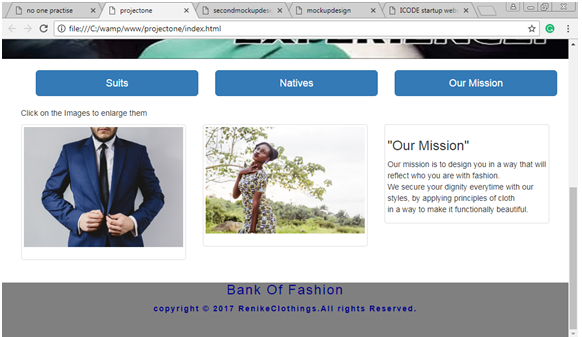 no one practise
projectone
secondmockupdes
mockupdesign
ICODE startup web
file:///C:/wamp/www/projectone/index.html
EXPERIENCE!
Suits
Natives
Our Mission
Click on the Images to enlarge them
"Our Mission"
Our mission is to design you in a way that will
reflect who you are with fashion.
We secure your dignity everytime with our
styles, by applying principles of cloth
in a way to make it functionally beautiful.
Bank Of Fashion
copyright © 2017 RenikeClothings.All rights Reserved.